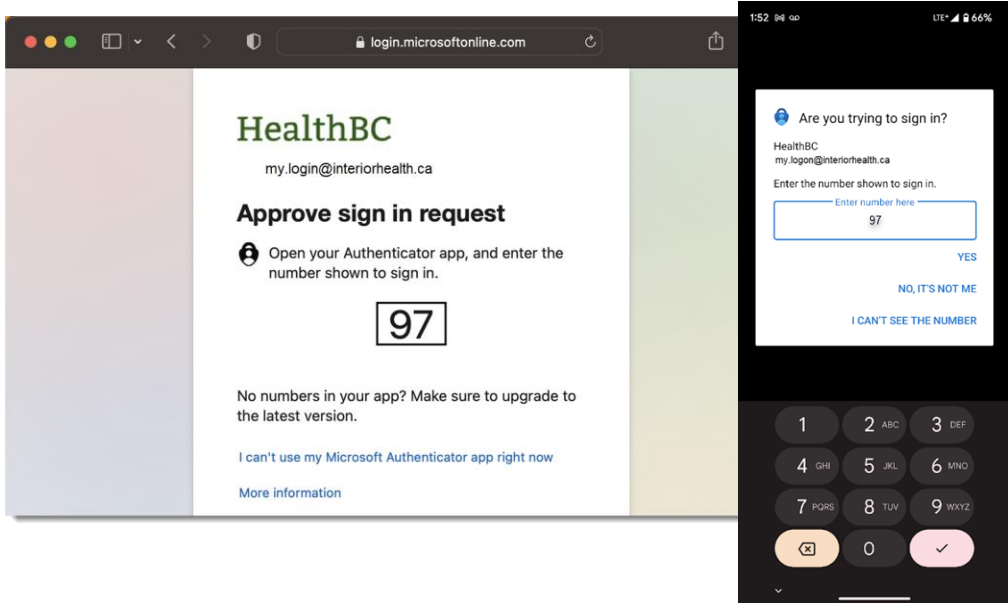 login.microsoftonline.com
HealthBC
my.login@interiorhealth.ca
Approve sign in request
Open your Authenticator app, and enter the
number shown to sign in.
97
No numbers in your app? Make sure to upgrade to
the latest version.
I can't use my Microsoft Authenticator app right now
More information
1:52
LTE+ 66%
Are you trying to sign in?
HealthBC
my.logon@interiorhealth.ca
Enter the number shown to sign in.
Enter number here
97
YES
NO, IT'S NOT ME
I CAN'T SEE THE NUMBER
1 2 ABC 3 DEF
4 GHI 5 JKL 6 MNO
7 PQRS 8 TUV 9 WXYZ
0